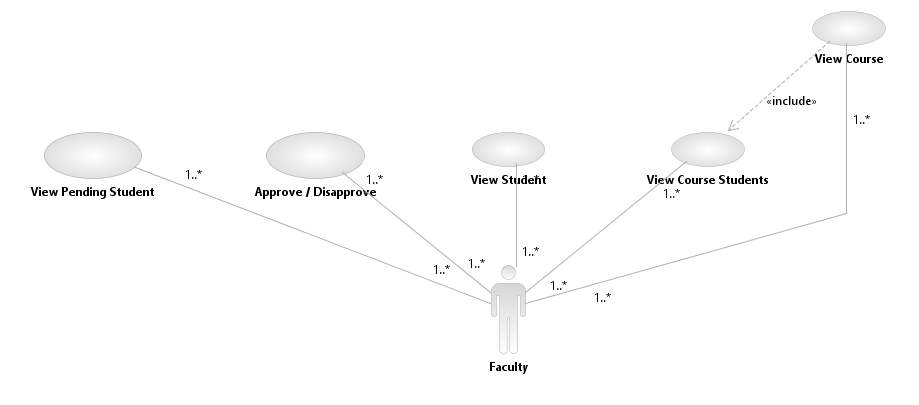 View Course
«include»
1..*
View Pending Student
1..*
Approve / Disapprove
1..*
View Student
View Course Students
1..*
1..*
1..*
1..*
1..*
1..*
Faculty